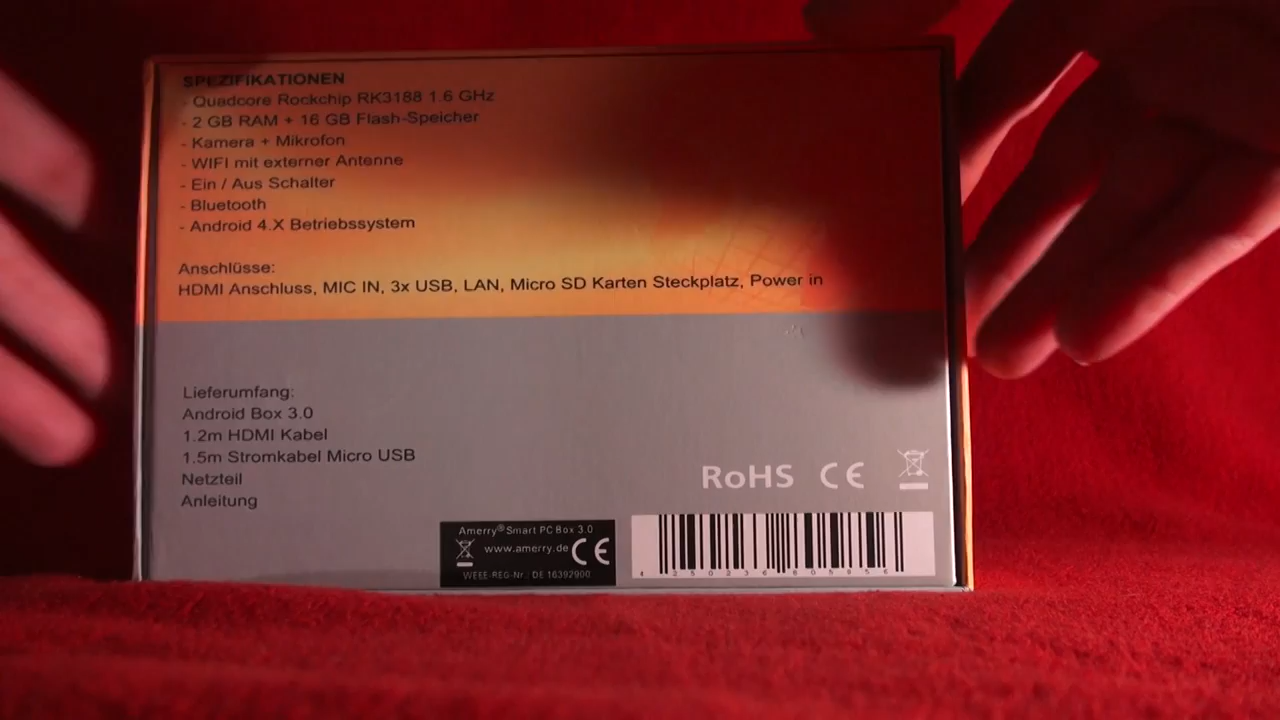 SPEZIFIKATIONEN
- Quadcore Rockchip RK3188 1.6 GHz
- 2 GB RAM + 16 GB Flash-Speicher
- Kamera + Mikrofon
- WIFI mit externer Antenne
- Ein / Aus Schalter
- Bluetooth
- Android 4.X Betriebssystem
Anschlüsse:
HDMI Anschluss, MIC IN, 3x USB, LAN, Micro SD Karten Steckplatz, Power in
Lieferumfang:
Android Box 3.0
1.2m HDMI Kabel
1.5m Stromkabel Micro USB
Netzteil
Anleitung
RoHS CE
Amerry® Smart PC Box 3.0
www.amerry.de CE
WEEE-REG-Nr.: DE 16392900
4 250236 605956